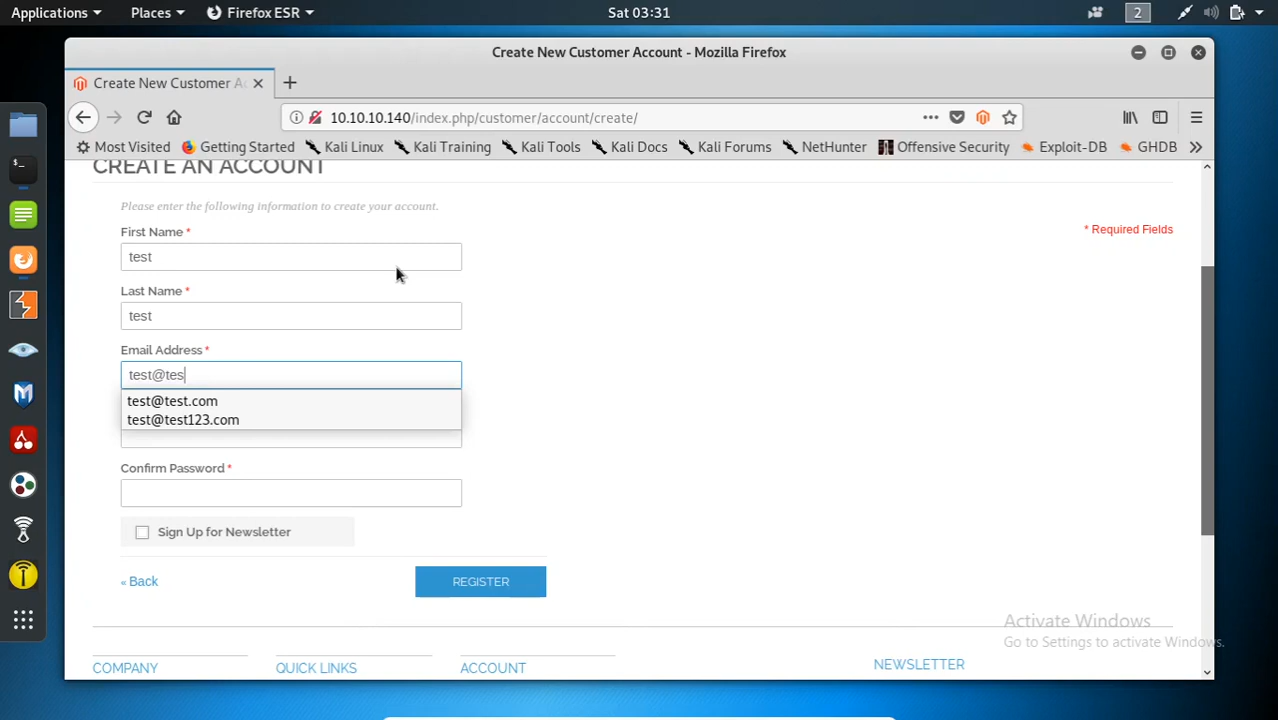 Applications Places Firefox ESR Sat 03:31 2
Create New Customer Account - Mozilla Firefox
Create New Customer Ac
10.10.10.140/index.php/customer/account/create/
Most Visited Getting Started Kali Linux Kali Training Kali Tools Kali Docs Kali Forums NetHunter Offensive Security Exploit-DB GHDB
CREATE AN ACCOUNT
Please enter the following information to create your account.
* Required Fields
First Name *
test
Last Name *
test
Email Address *
test@tes
test@test.com
test@test123.com
Confirm Password *
Sign Up for Newsletter
« Back REGISTER
Activate Windows
Go to Settings to activate Windows.
COMPANY QUICK LINKS ACCOUNT NEWSLETTER